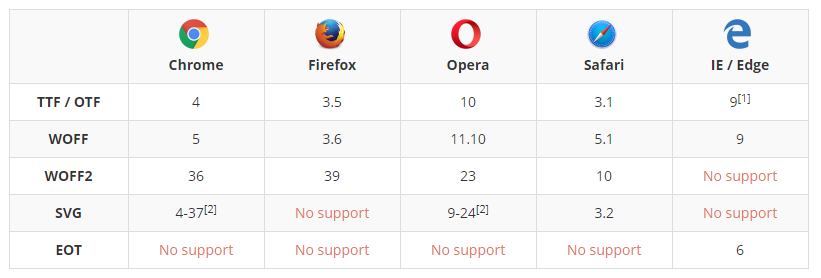 Chrome Firefox Opera Safari IE / Edge
TTF / OTF 4 3.5 10 3.1 9[1]
WOFF 5 3.6 11.10 5.1 9
WOFF2 36 39 23 10 No support
SVG 4-37[2] No support 9-24[2] 3.2 No support
EOT No support No support No support No support 6